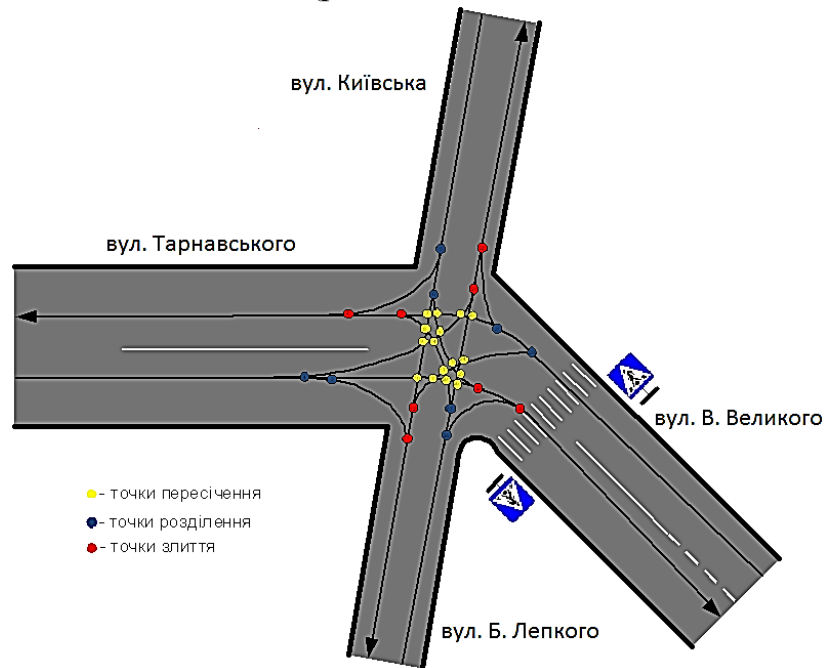 вул. Київська
вул. Тарнавського
вул. В. Великого
- точки пересічення
- точки розділення
- точки злиття
вул. Б. Лепкого